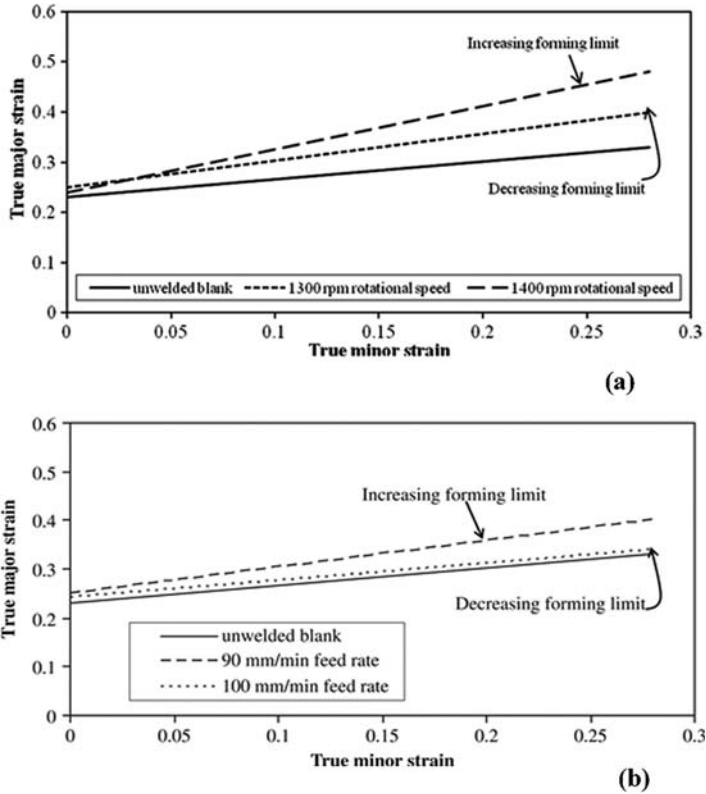 0.6
Increasing forming limit
0.5
0.4
True major strain
0.3
0.2
Decreasing forming limit
0.1
unwelded blank 1300 rpm rotational speed 1400 rpm rotational speed
0
0 0.05 0.1 0.15 0.2 0.25 0.3
True minor strain
(a)
0.6
0.5
Increasing forming limit
0.4
True major strain
0.3
Decreasing forming limit
0.2
unwelded blank
90 mm/min feed rate
100 mm/min feed rate
0.1
0
0 0.05 0.1 0.15 0.2 0.25 0.3
True minor strain
(b)